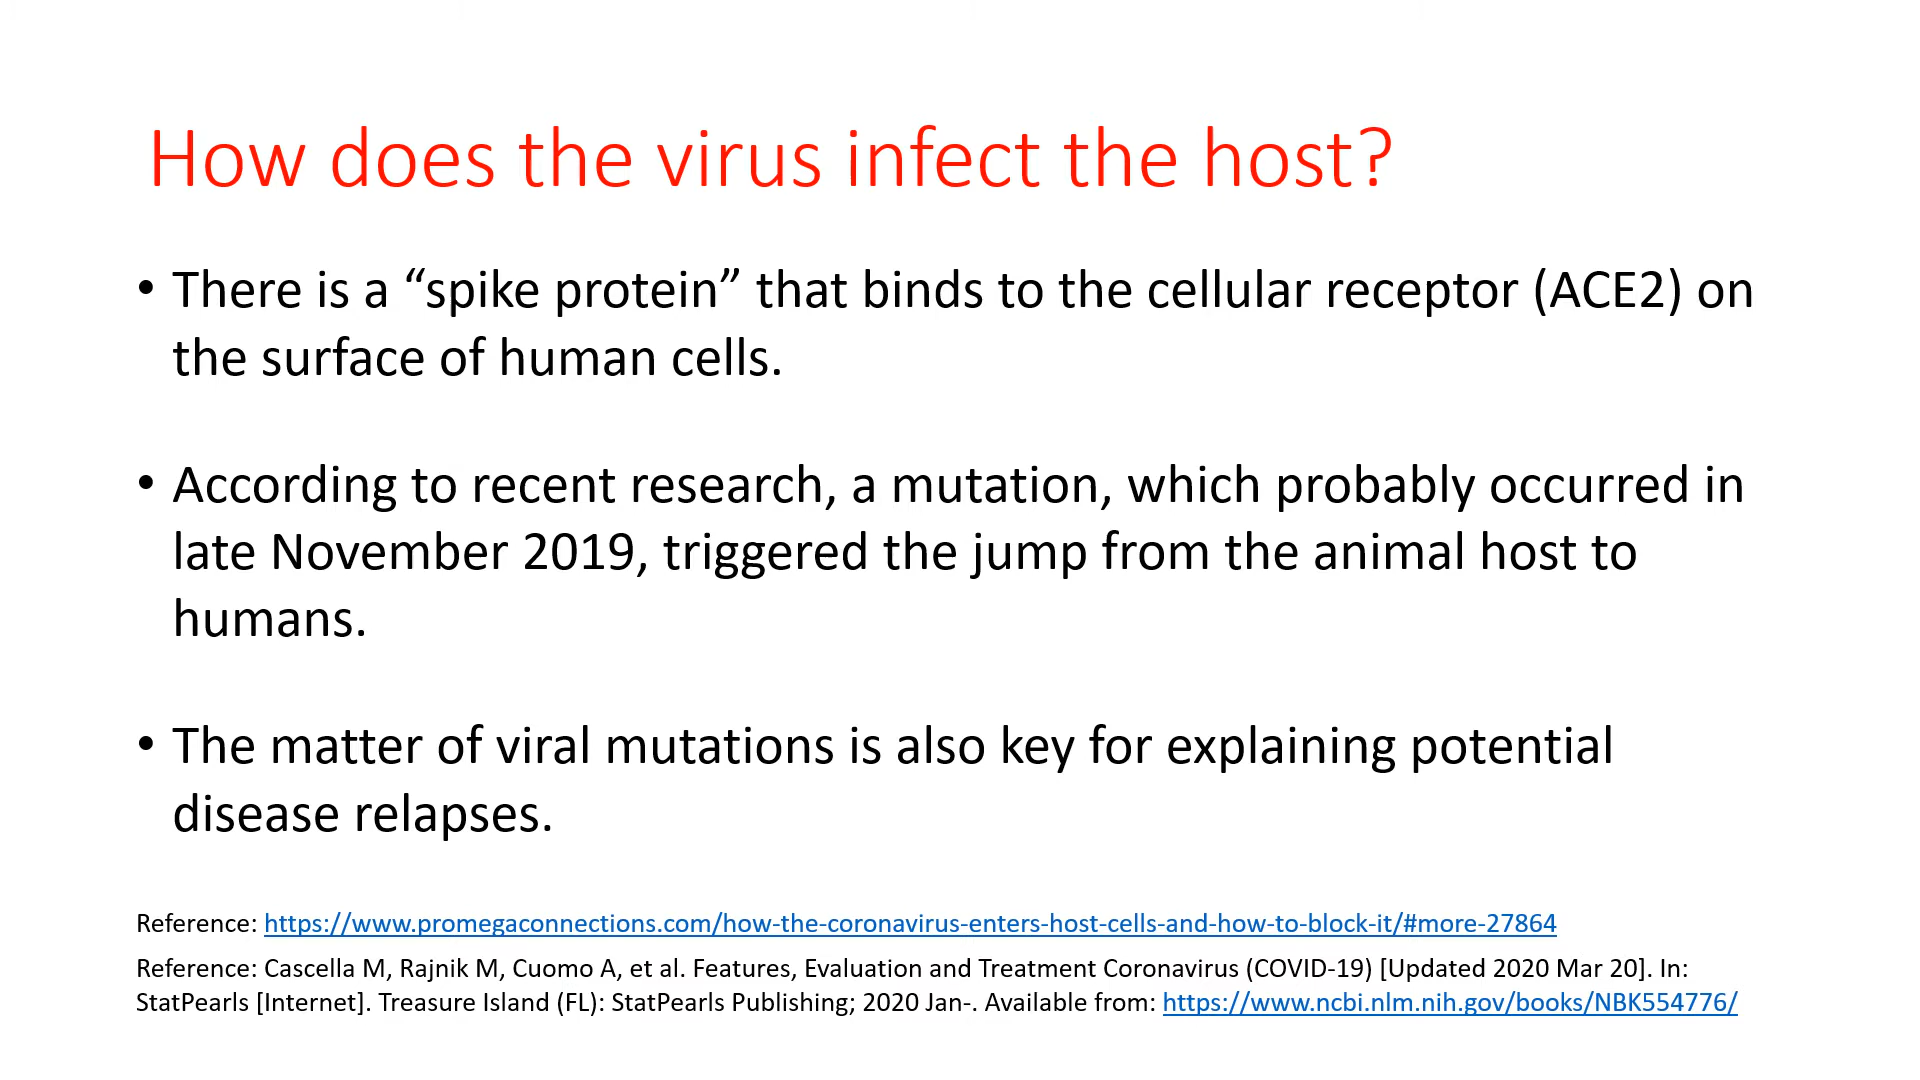 How does the virus infect the host?
• There is a “spike protein” that binds to the cellular receptor (ACE2) on
the surface of human cells.
• According to recent research, a mutation, which probably occurred in
late November 2019, triggered the jump from the animal host to
humans.
• The matter of viral mutations is also key for explaining potential
disease relapses.
Reference: https://www.promegaconnections.com/how-the-coronavirus-enters-host-cells-and-how-to-block-it/#more-27864
Reference: Cascella M, Rajnik M, Cuomo A, et al. Features, Evaluation and Treatment Coronavirus (COVID-19) [Updated 2020 Mar 20]. In:
StatPearls [Internet]. Treasure Island (FL): StatPearls Publishing; 2020 Jan-. Available from: https://www.ncbi.nlm.nih.gov/books/NBK554776/